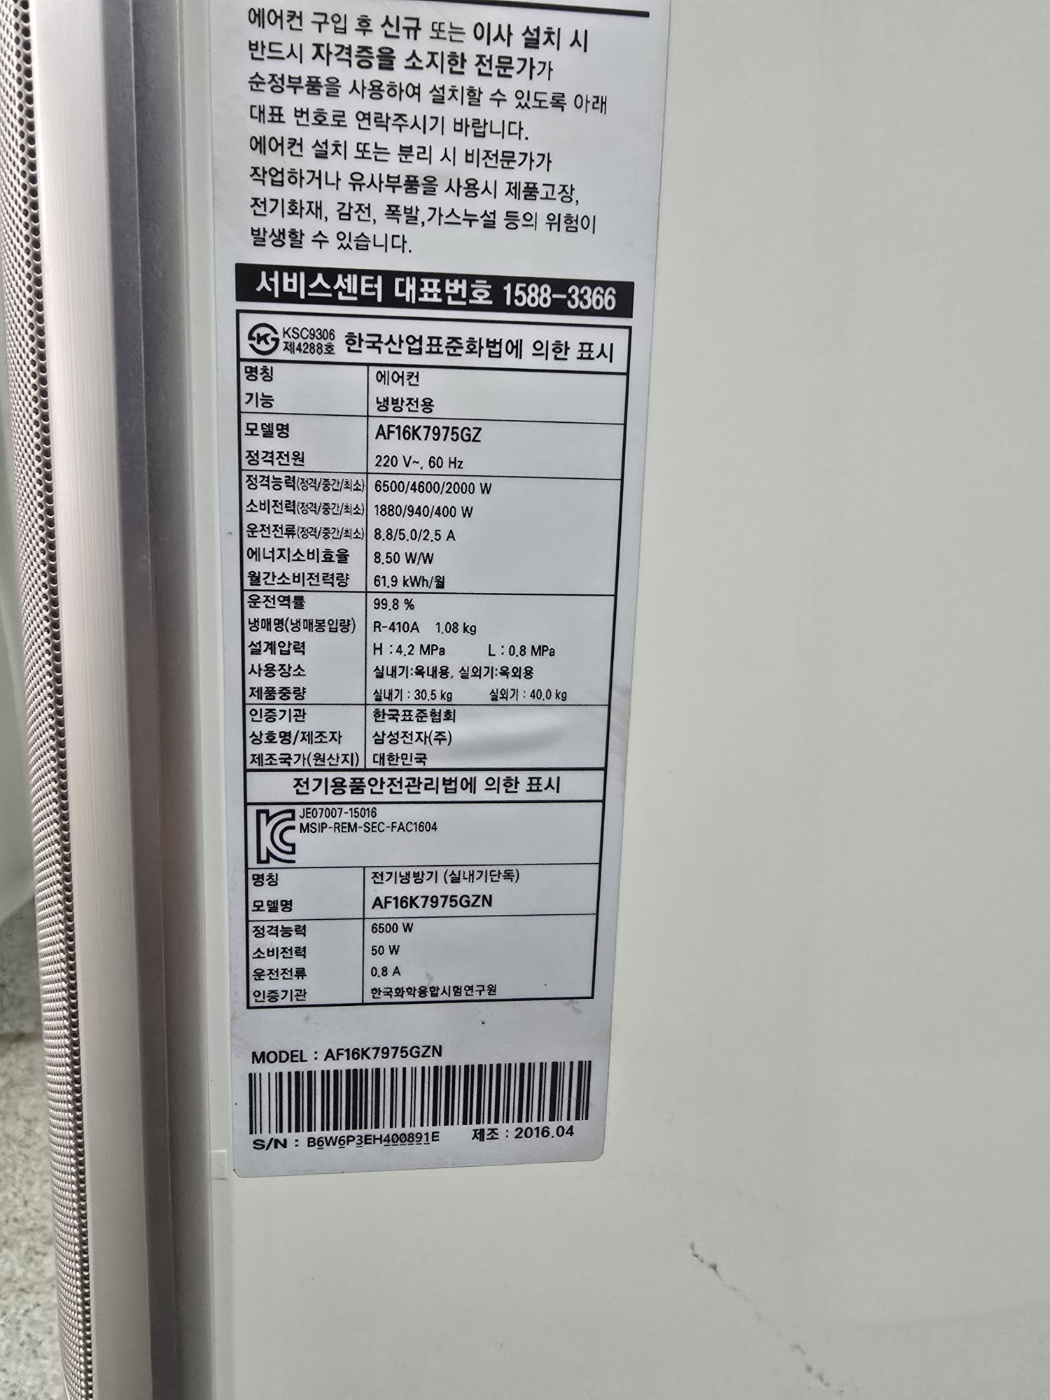 에어컨 구입 후 신규 또는 이사 설치 시
반드시 자격증을 소지한 전문가가
순정부품을 사용하여 설치할 수 있도록 아래
대표 번호로 연락주시기 바랍니다.
에어컨 설치 또는 분리 시 비전문가가
작업하거나 유사부품을 사용시 제품고장,
전기화재, 감전, 폭발,가스누설 등의 위험이
발생할 수 있습니다.
서비스센터 대표번호 1588-3366
KSC9306
제4288호 한국산업표준화법에 의한 표시
명칭 에어컨
기능 냉방전용
모델명 AF16K7975GZ
정격전원 220 V~, 60 Hz
정격능력(정격/중간/최소) 6500/4600/2000 W
소비전력(정격/중간/최소) 1880/940/400 W
운전전류(정격/중간/최소) 8.8/5.0/2.5 A
에너지소비효율 8.50 W/W
월간소비전력량 61.9 kWh/월
운전역률 99.8 %
냉매명(냉매봉입량) R-410A 1.08 kg
설계압력 H : 4.2 MPa L : 0.8 MPa
사용장소 실내기:옥내용, 실외기:옥외용
제품중량 실내기 : 30.5 kg 실외기 : 40.0 kg
인증기관 한국표준협회
상호명/제조자 삼성전자(주)
제조국가(원산지) 대한민국
전기용품안전관리법에 의한 표시
JE07007-15016
MSIP-REM-SEC-FAC1604
명칭 전기냉방기 (실내기단독)
모델명 AF16K7975GZN
정격능력 6500 W
소비전력 50 W
운전전류 0.8 A
인증기관 한국화학융합시험연구원
MODEL : AF16K7975GZN
S/N : B6W6P3EH400891E 제조 : 2016.04